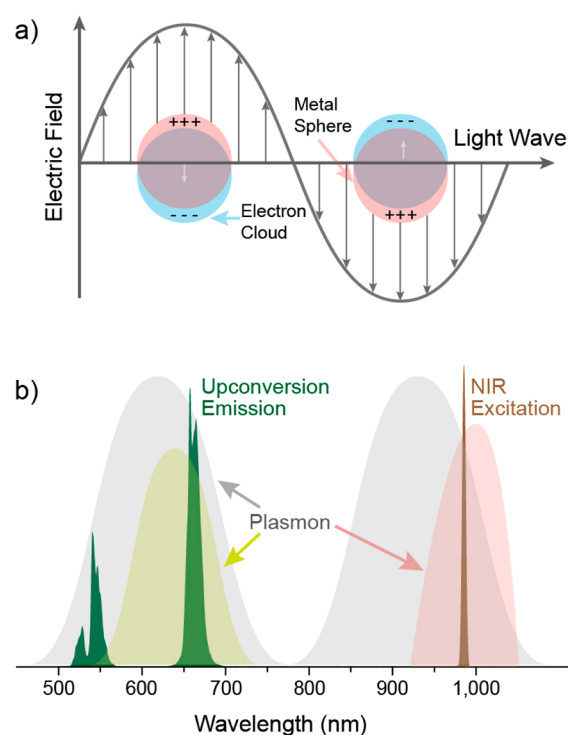 a)
Electric Field
+++
- - -
Metal
Sphere
Electron
Cloud
- - -
+++
Light Wave
b)
Upconversion
Emission
NIR
Excitation
Plasmon
500 600 700 800 900 1,000
Wavelength (nm)